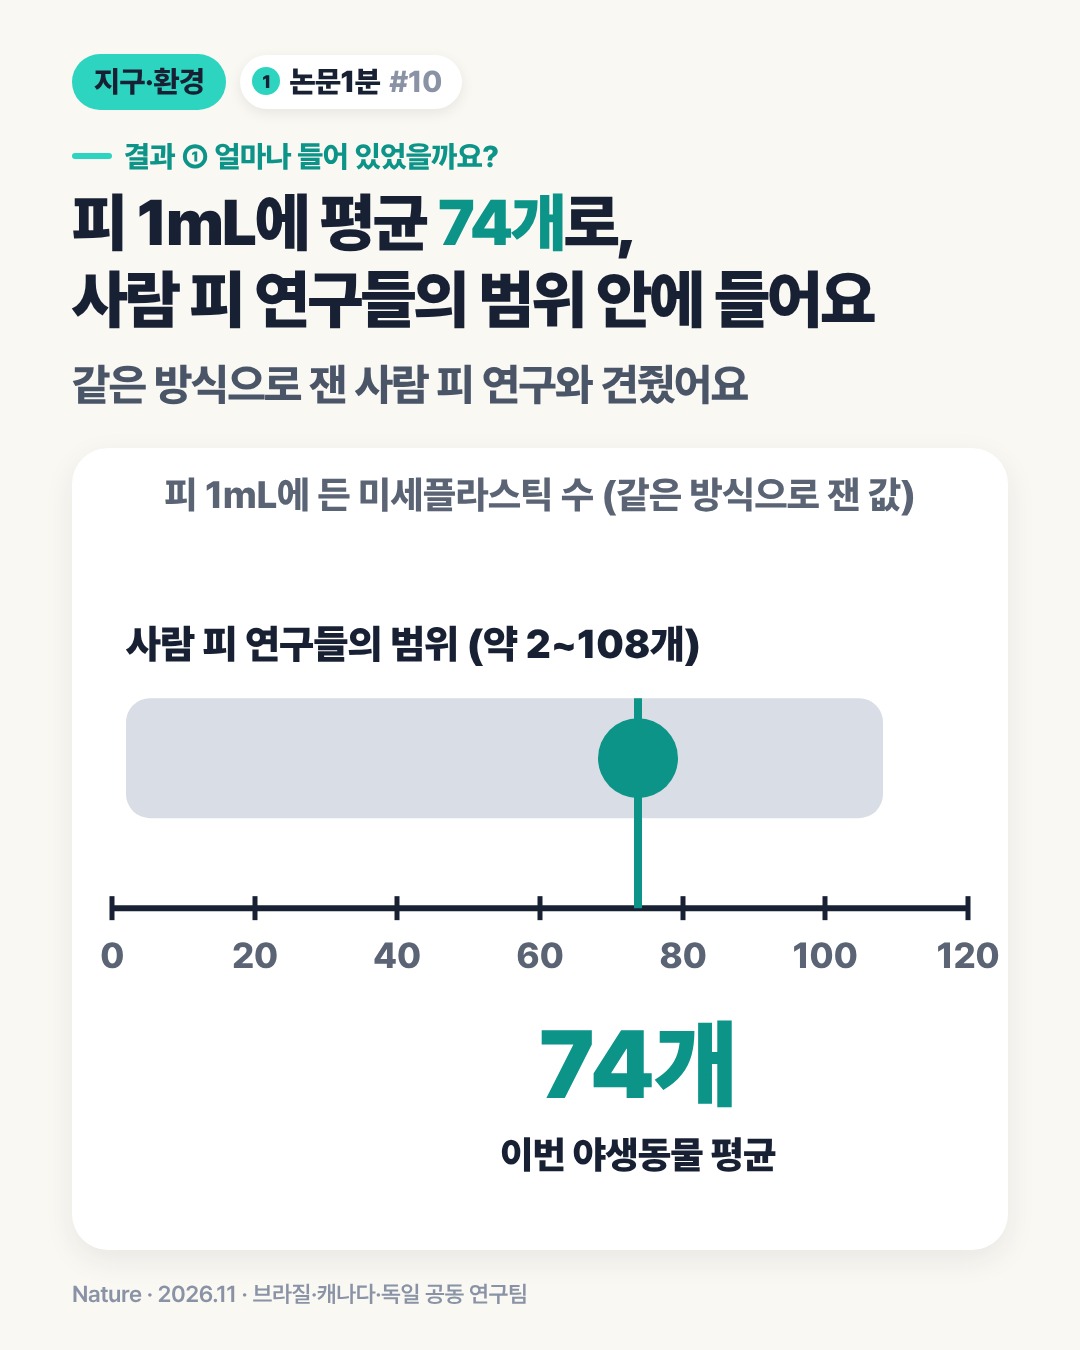 지구·환경
1 논문1분 #10
결과 ① 얼마나 들어 있었을까요?
피 1mL에 평균 74개로,
사람 피 연구들의 범위 안에 들어요
같은 방식으로 잰 사람 피 연구와 견줬어요
피 1mL에 든 미세플라스틱 수 (같은 방식으로 잰 값)
사람 피 연구들의 범위 (약 2~108개)
0 20 40 60 80 100 120
74개
이번 야생동물 평균
Nature · 2026.11 · 브라질·캐나다·독일 공동 연구팀